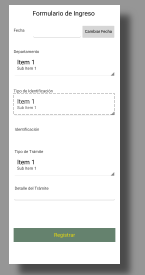 Formulario de Ingreso
Fecha
Cambiar Fecha
Departamento
Item 1
Sub Item 1
Tipo de Identificación
Item 1
Sub Item 1
Identificación
Tipo de Trámite
Item 1
Sub Item 1
Detalle del Trámite
Registrar